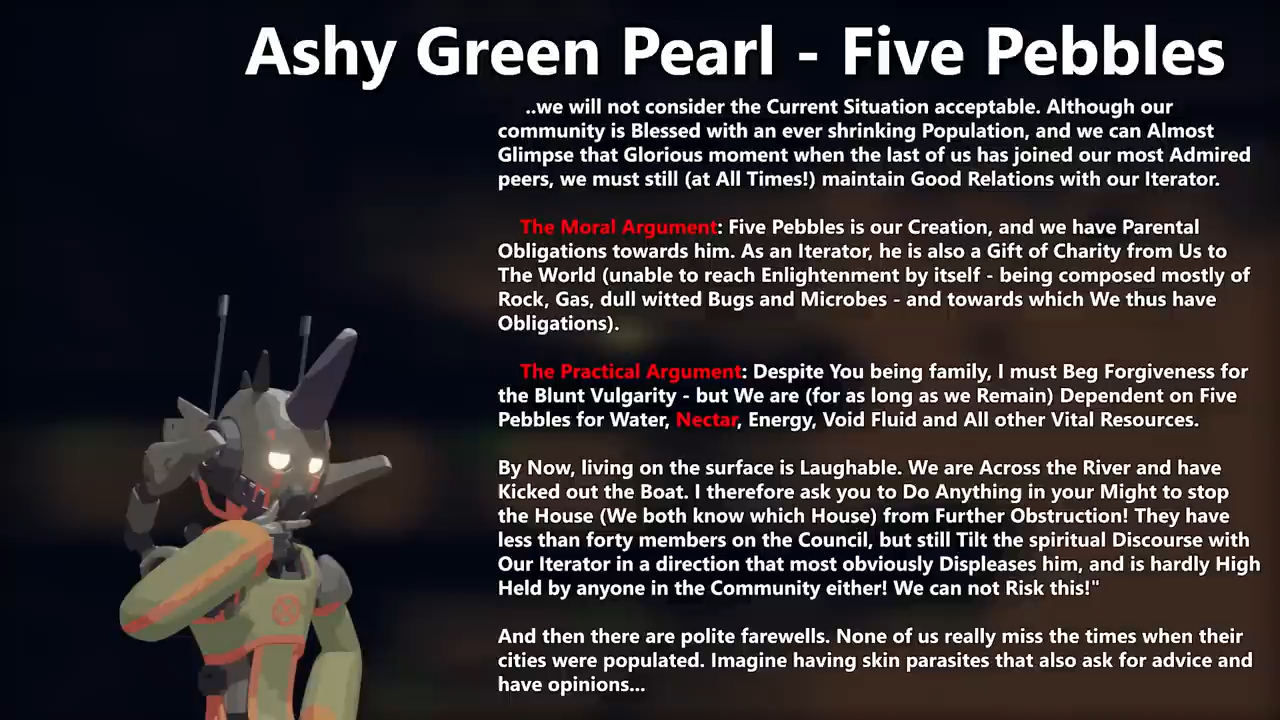 Ashy Green Pearl - Five Pebbles
..we will not consider the Current Situation acceptable. Although our
community is Blessed with an ever shrinking Population, and we can Almost
Glimpse that Glorious moment when the last of us has joined our most Admired
peers, we must still (at All Times!) maintain Good Relations with our Iterator.
The Moral Argument: Five Pebbles is our Creation, and we have Parental
Obligations towards him. As an Iterator, he is also a Gift of Charity from Us to
The World (unable to reach Enlightenment by itself - being composed mostly of
Rock, Gas, dull witted Bugs and Microbes - and towards which We thus have
Obligations).
The Practical Argument: Despite You being family, I must Beg Forgiveness for
the Blunt Vulgarity - but We are (for as long as we Remain) Dependent on Five
Pebbles for Water, Nectar, Energy, Void Fluid and All other Vital Resources.
By Now, living on the surface is Laughable. We are Across the River and have
Kicked out the Boat. I therefore ask you to Do Anything in your Might to stop
the House (We both know which House) from Further Obstruction! They have
less than forty members on the Council, but still Tilt the spiritual Discourse with
Our Iterator in a direction that most obviously Displeases him, and is hardly High
Held by anyone in the Community either! We can not Risk this!"
And then there are polite farewells. None of us really miss the times when their
cities were populated. Imagine having skin parasites that also ask for advice and
have opinions...